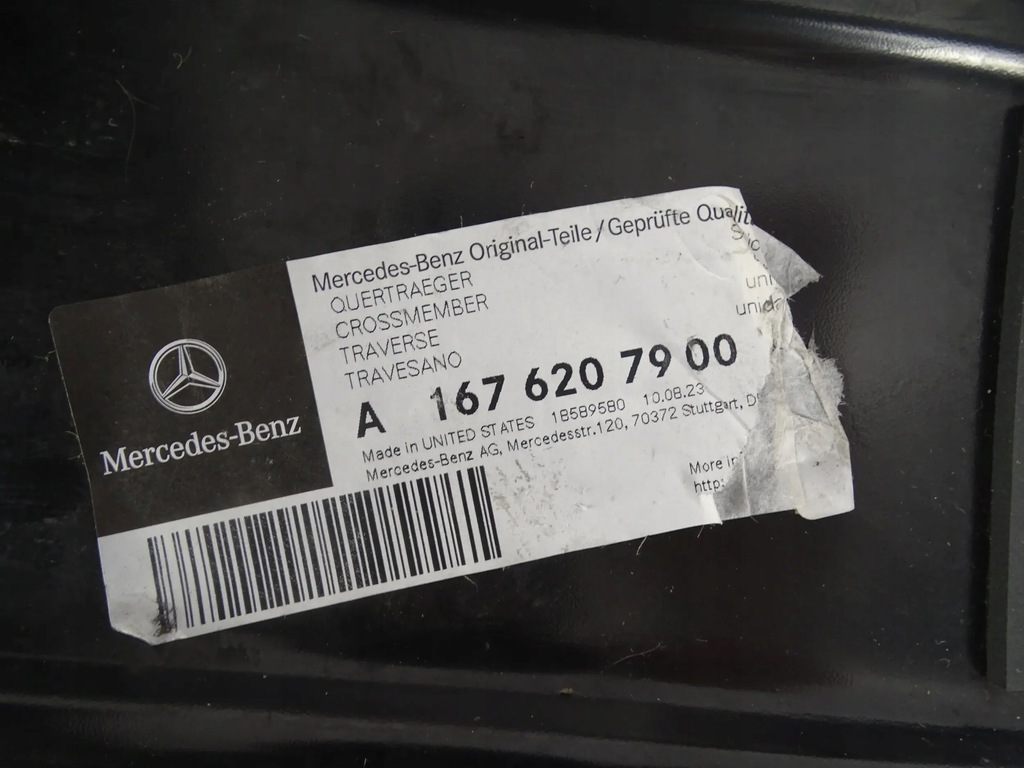 Mercedes-Benz
Mercedes-Benz Original-Teile/Geprüfte Qualit
QUERTRAEGER
CROSSMEMBER
TRAVERSE
TRAVESANO
A 167 620 79 00
Made in UNITED STATES 18589580 10.08.23
Mercedes-Benz AG, Mercedesstr.120, 70372 Stuttgart,
More in
http: